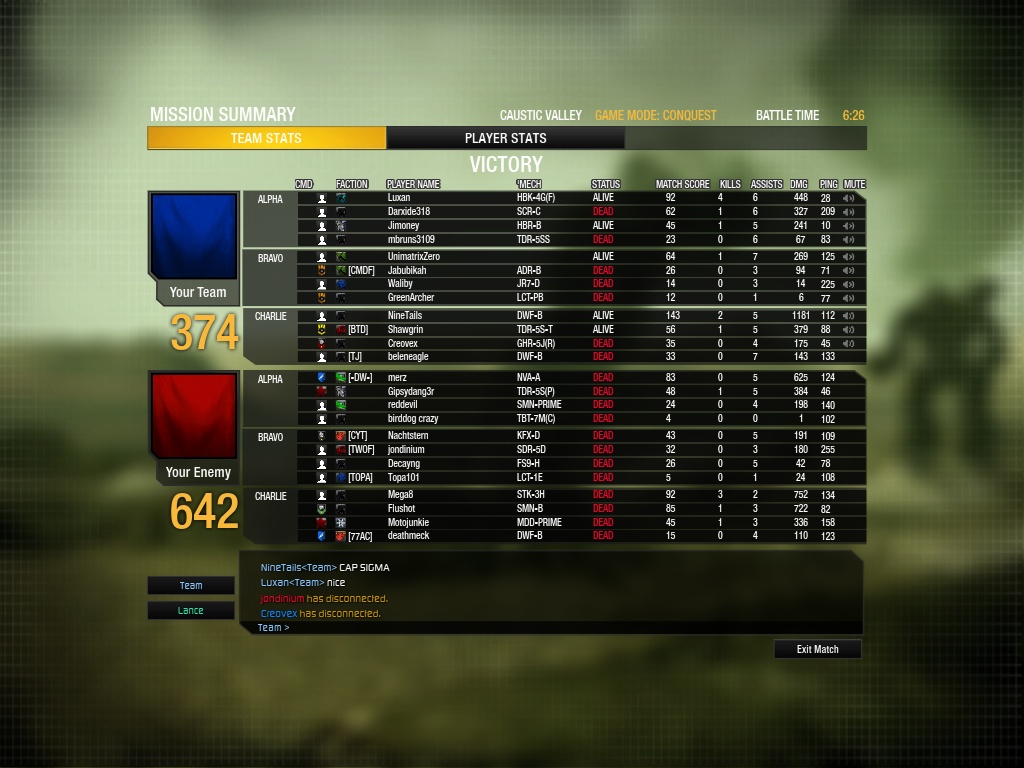 MISSION SUMMARY CAUSTIC VALLEY GAME MODE: CONQUEST BATTLE TIME 6:26
TEAM STATS PLAYER STATS
VICTORY
CMD FACTION PLAYER NAME 'MECH STATUS MATCH SCORE KILLS ASSISTS DMG PING MUTE
ALPHA Luxan HBK-4G(F) ALIVE 92 4 6 448 28
Darxide318 SCR-C DEAD 62 1 6 327 209
Jimoney HBR-B ALIVE 45 1 5 241 10
mbruns3109 TDR-5SS DEAD 23 0 6 67 83
BRAVO UnimatrixZero ALIVE 64 1 7 269 125
[CMDF] Jabubikah ADR-B DEAD 26 0 3 94 71
Waliby JR7-D DEAD 14 0 3 14 225
GreenArcher LCT-PB DEAD 12 0 1 6 77
Your Team
374
CHARLIE NineTails DWF-B ALIVE 143 2 5 1181 112
[BTD] Shawgrin TDR-5S-T ALIVE 56 1 5 379 88
Creovex GHR-5J(R) DEAD 35 0 4 175 45
[TJ] beleneagle DWF-B DEAD 33 0 7 143 133
ALPHA [-DW-] merz NVA-A DEAD 83 0 5 625 124
Gipsydang3r TDR-5S(P) DEAD 48 1 5 384 46
reddevil SMN-PRIME DEAD 24 0 4 198 140
birddog crazy TBT-7M(C) DEAD 4 0 0 1 102
BRAVO [CYT] Nachtstern KFX-D DEAD 43 0 5 191 109
[TWOF] jondinium SDR-5D DEAD 32 0 3 180 255
Decayng FS9-H DEAD 26 0 5 42 78
[TOPA] Topa101 LCT-1E DEAD 5 0 1 24 108
Your Enemy
642
CHARLIE Mega8 STK-3H DEAD 92 3 2 752 134
Flushot SMN-B DEAD 85 1 3 722 82
Motojunkie MDD-PRIME DEAD 45 1 3 336 158
[77AC] deathmeck DWF-B DEAD 15 0 4 110 123
NineTails<Team> CAP SIGMA
Luxan<Team> nice
jondinium has disconnected.
Creovex has disconnected.
Team >
Team
Lance
Exit Match